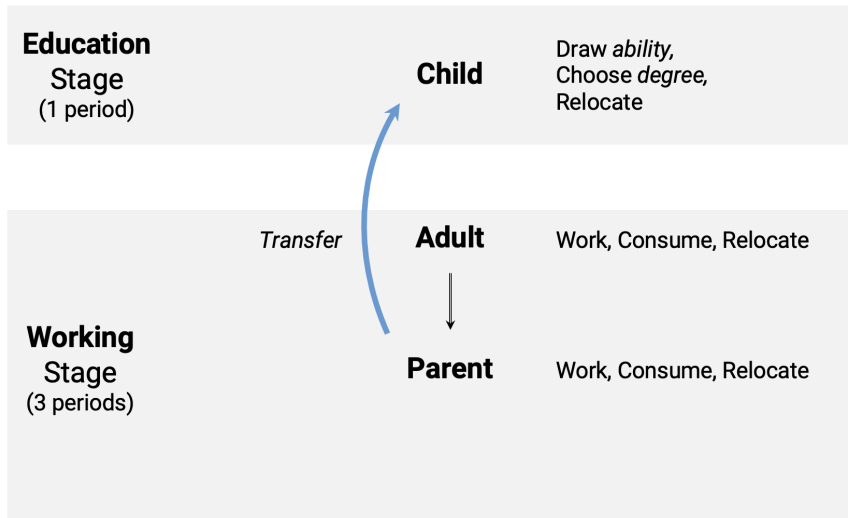 Education
Stage
(1 period)
Child
Draw ability,
Choose degree,
Relocate
Transfer
Adult
Work, Consume, Relocate
Working
Stage
(3 periods)
Parent
Work, Consume, Relocate